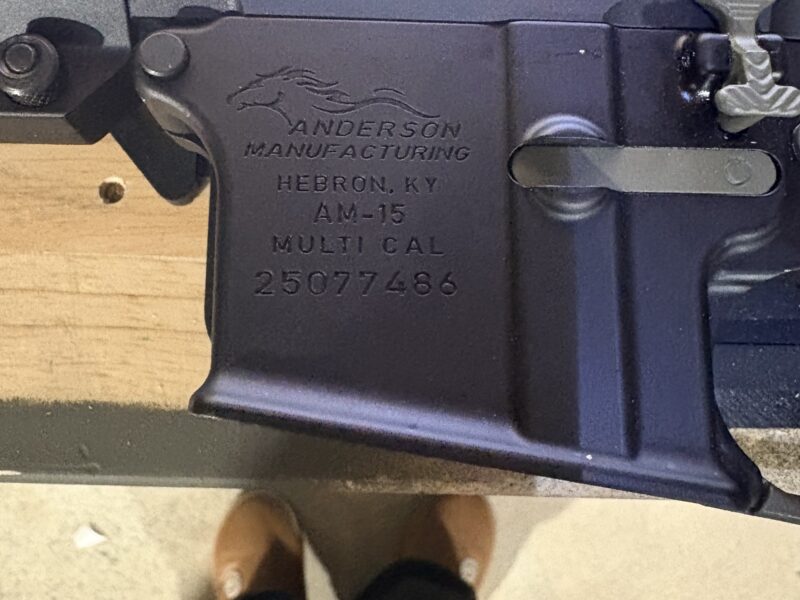 ANDERSON
MANUFACTURING
HEBRON, KY
AM-15
MULTI CAL
25077486